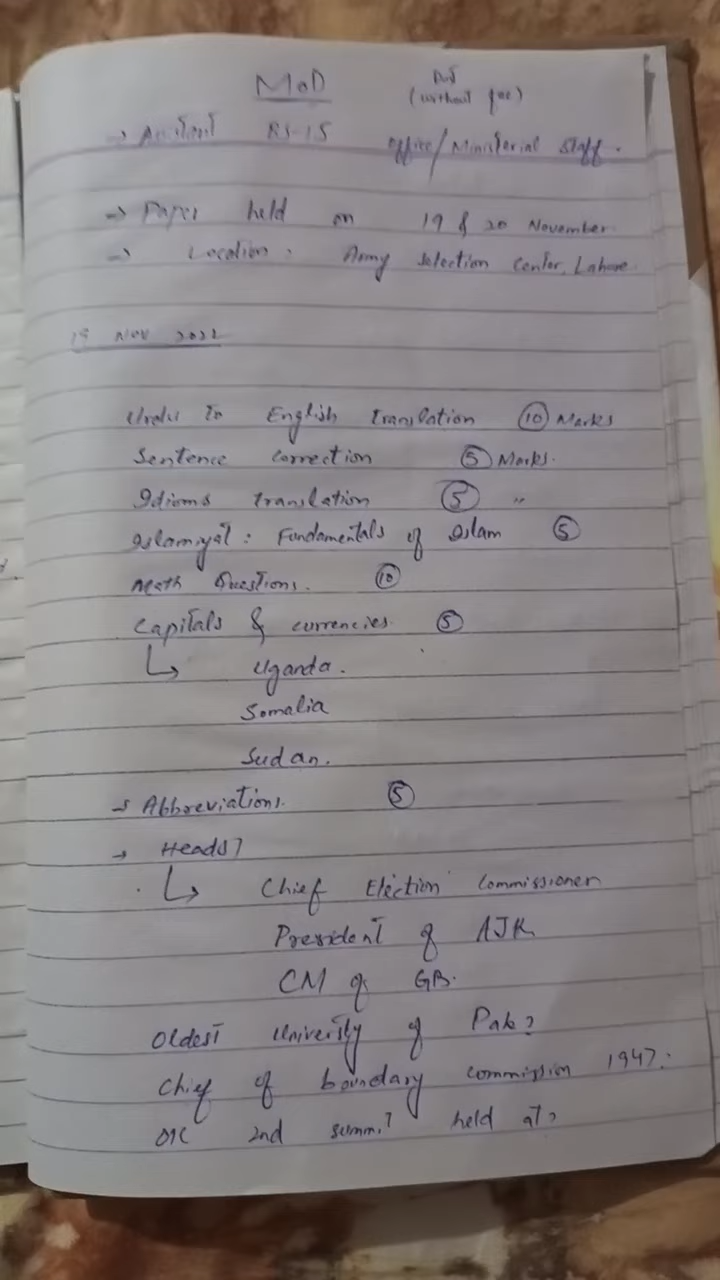 MOD
(without fee)
→ Assistant BS-15 office/Ministerial Staff.
→ Paper held on 19 & 20 November
→ Location: Army Selection Center, Lahore.
19 Nov 2022
Urdu to English translation 10 Marks
Sentence correction 5 Marks.
Idioms translation 5 "
Islamiyat: Fundamentals of Islam 5
Math Questions. 10
Capitals & currencies. 5
↳ Uganda.
Somalia
Sudan.
→ Abbreviations. 5
→ Heads?
↳ Chief Election Commissioner
President of AJK
CM of GB.
Oldest University of Pak?
Chief of boundary commission 1947.
OIC 2nd summit held at?